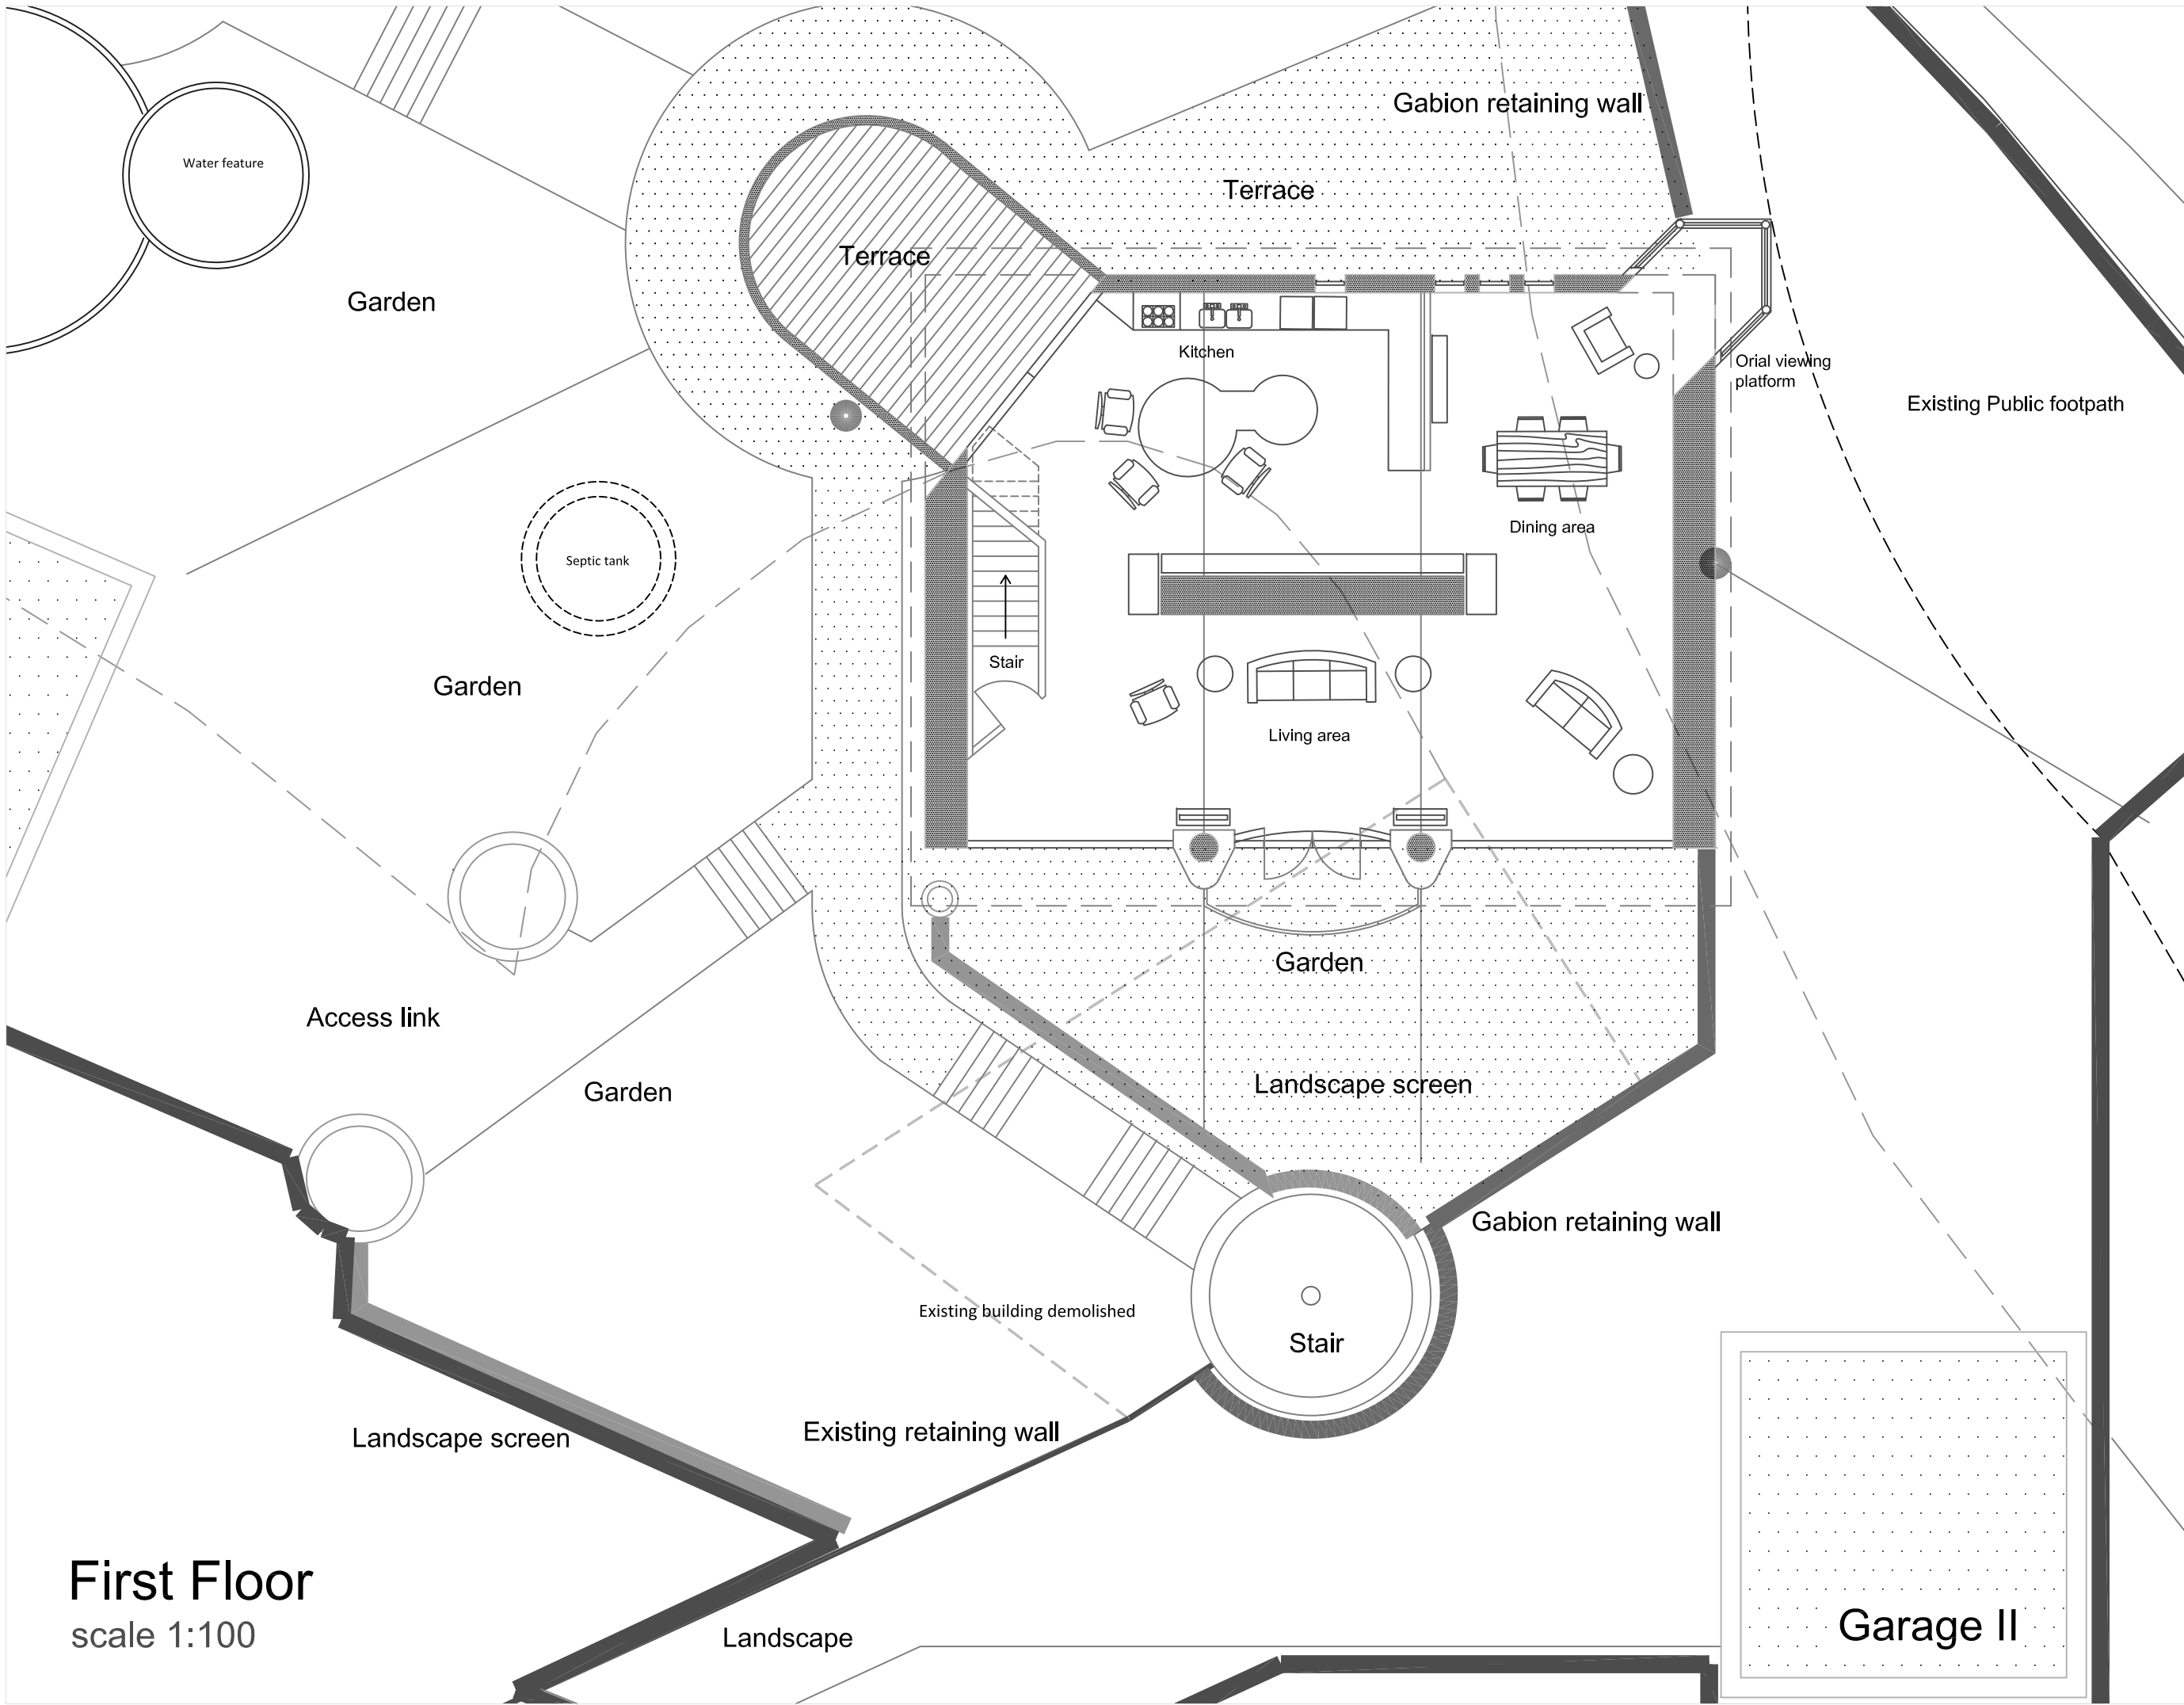 Gabion retaining wall
Water feature
Terrace
Terrace
Garden
Kitchen
Orial viewing
platform
Existing Public footpath
Dining area
Septic tank
Stair
Garden
Living area
Garden
Access link
Landscape screen
Garden
Gabion retaining wall
Existing building demolished
Stair
Existing retaining wall
Landscape screen
First Floor
scale 1:100
Landscape
Garage II